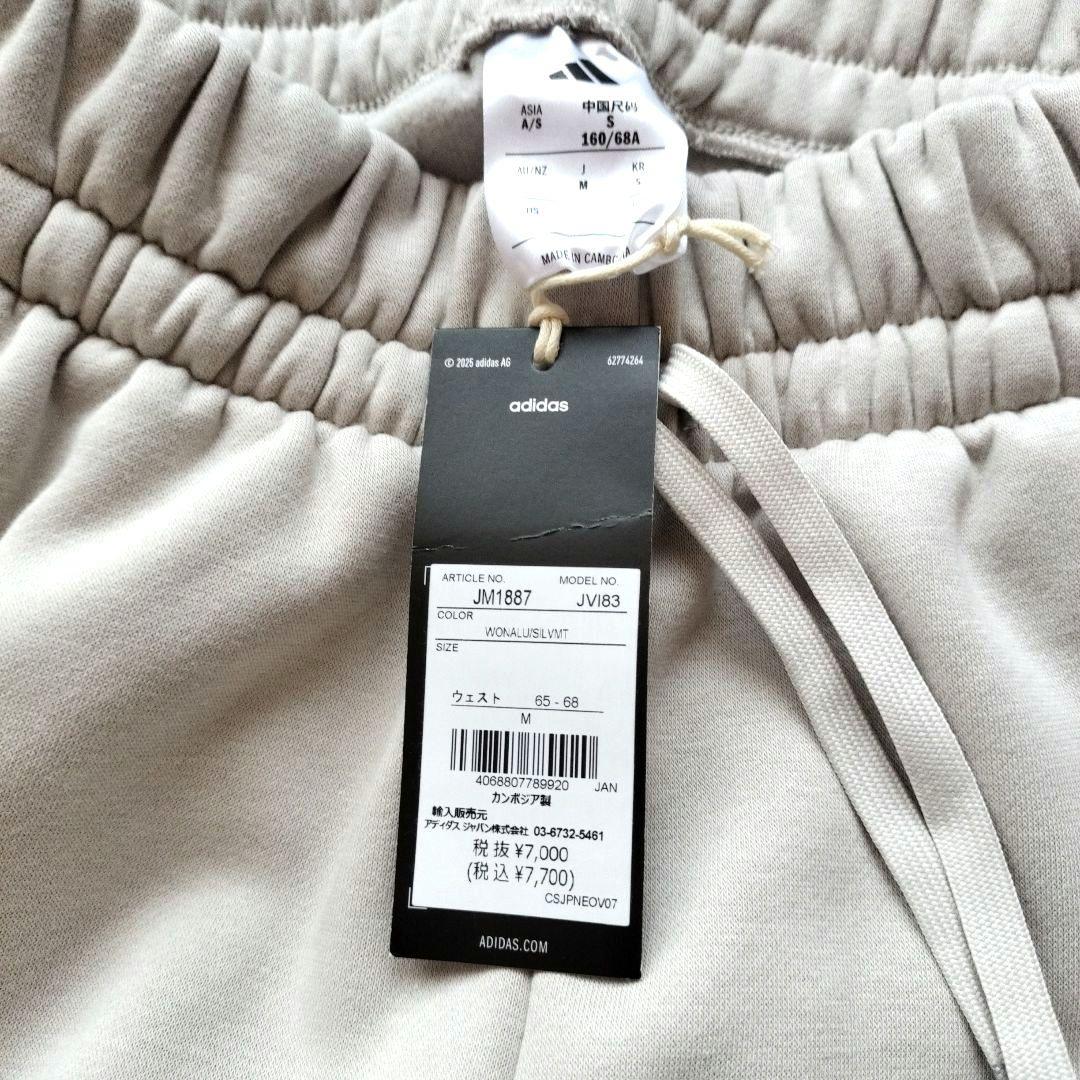 ASIA 中国尺码
A/S S
160/68A
AU/NZ J KR
M S
US
MADE IN
© 2025 adidas AG 62774264
adidas
ARTICLE NO. MODEL NO.
JM1887 JVI83
COLOR
WONALU/SILVMT
SIZE
ウェスト 65 - 68
M
4068807789920 JAN
カンボジア製
輸入販売元
アディダス ジャパン株式会社 03-6732-5461
税抜 ¥7,000
(税込 ¥7,700)
CSJPNEOV07
ADIDAS.COM